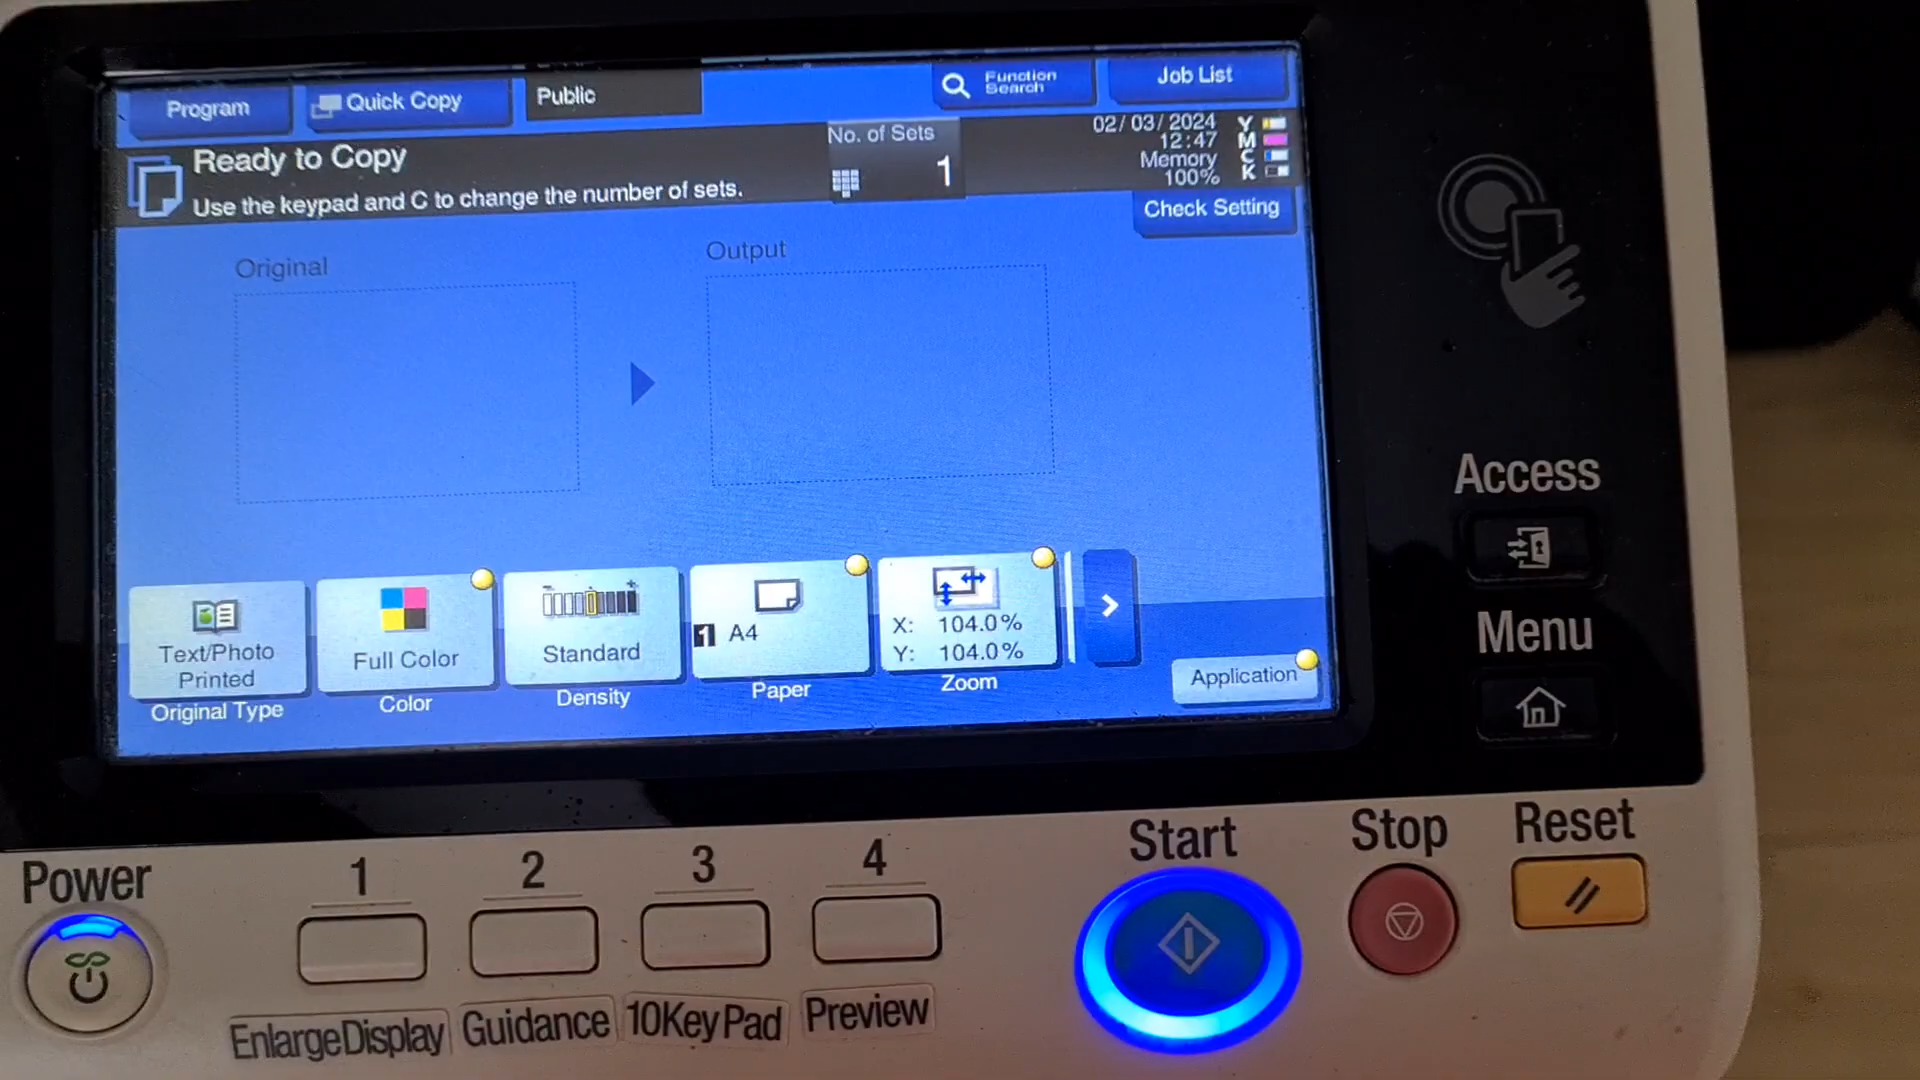 Program
Quick Copy
Public
Function
Search
Job List
Ready to Copy
Use the keypad and C to change the number of sets.
No. of Sets
1
02/03/2024
12:47
Memory
100%
Y
M
C
K
Check Setting
Original
Output
Text/Photo
Printed
Original Type
Full Color
Color
Standard
Density
1 A4
Paper
X: 104.0%
Y: 104.0%
Zoom
Application
Access
Menu
Power
1
2
3
4
Start
Stop
Reset
EnlargeDisplay
Guidance
10KeyPad
Preview